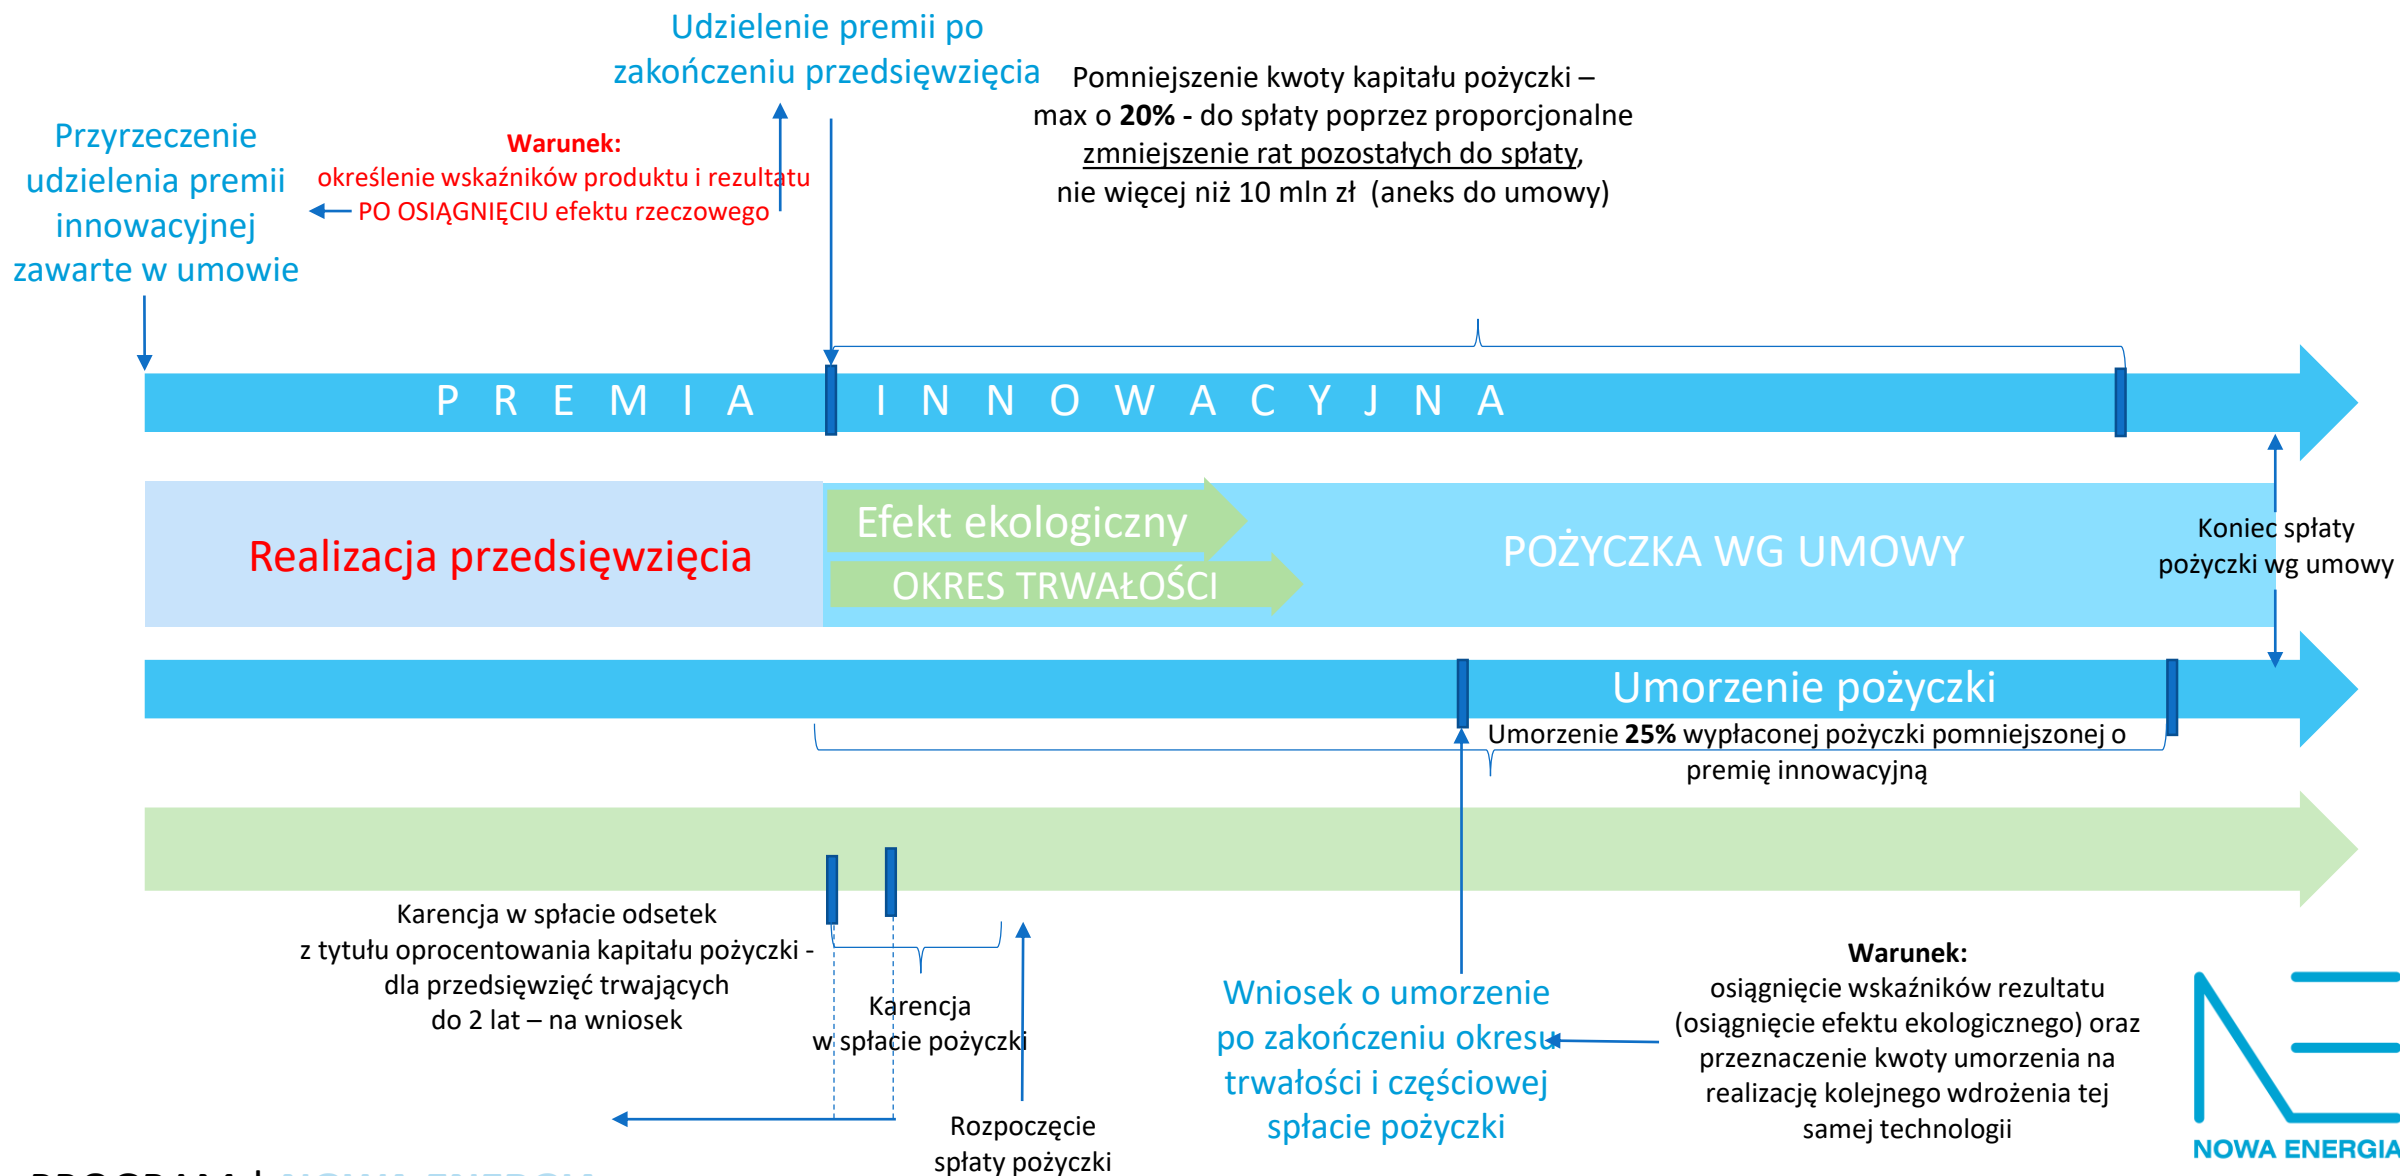 Udzielenie premii po
zakończeniu przedsięwzięcia
Przyrzeczenie
udzielenia premii
innowacyjnej
zawarte w umowie
Warunek:
określenie wskaźników produktu i rezultatu
PO OSIĄGNIĘCIU efektu rzeczowego
Pomniejszenie kwoty kapitału pożyczki –
max o 20% - do spłaty poprzez proporcjonalne
zmniejszenie rat pozostałych do spłaty,
nie więcej niż 10 mln zł (aneks do umowy)
P R E M I A I N N O W A C Y J N A
Realizacja przedsięwzięcia
Efekt ekologiczny
OKRES TRWAŁOŚCI
POŻYCZKA WG UMOWY
Koniec spłaty
pożyczki wg umowy
Umorzenie pożyczki
Umorzenie 25% wypłaconej pożyczki pomniejszonej o
premię innowacyjną
Karencja w spłacie odsetek
z tytułu oprocentowania kapitału pożyczki -
dla przedsięwzięć trwających
do 2 lat – na wniosek
Karencja
w spłacie pożyczki
Rozpoczęcie
spłaty pożyczki
Wniosek o umorzenie
po zakończeniu okresu
trwałości i częściowej
spłacie pożyczki
Warunek:
osiągnięcie wskaźników rezultatu
(osiągnięcie efektu ekologicznego) oraz
przeznaczenie kwoty umorzenia na
realizację kolejnego wdrożenia tej
samej technologii
NOWA ENERGIA
PROGRAM | NOWA ENERGIA